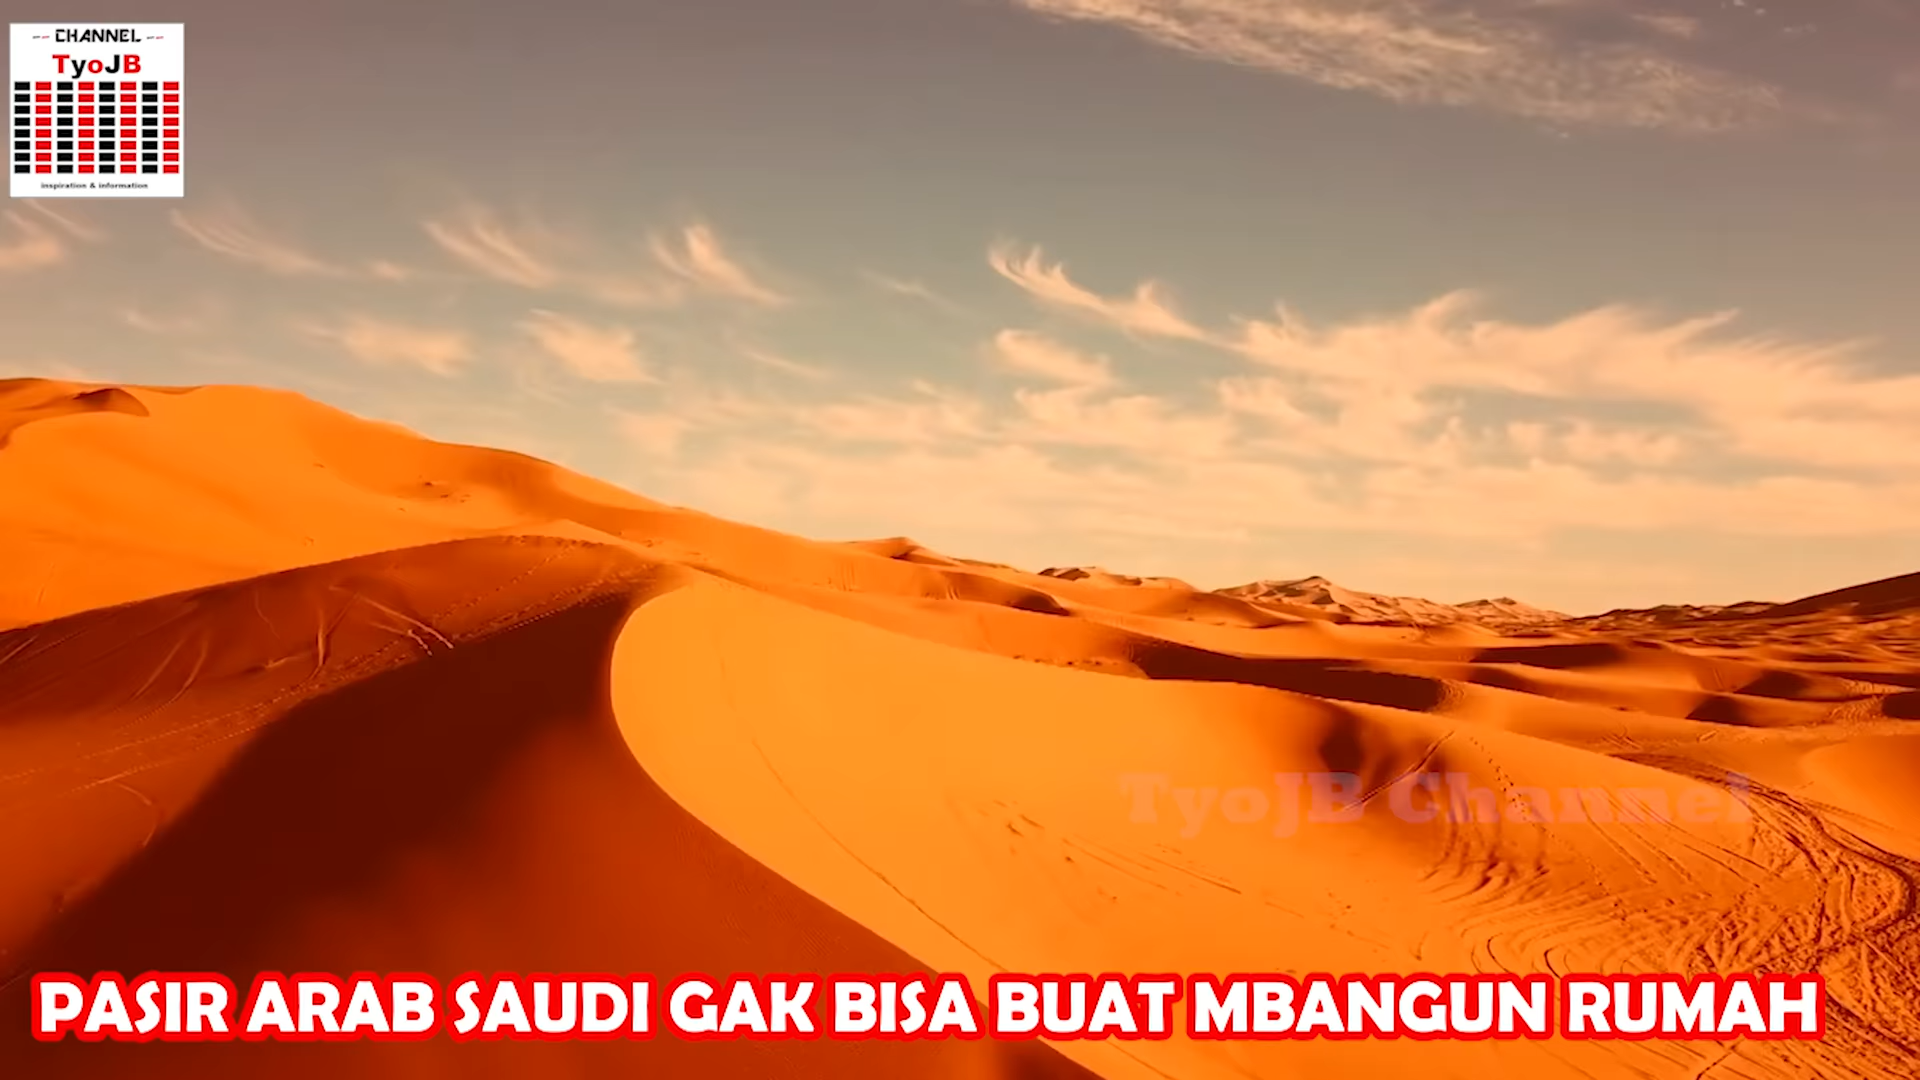 CHANNEL
TyoJB
inspiration & information
TyoJB Channel
PASIR ARAB SAUDI GAK BISA BUAT MBANGUN RUMAH